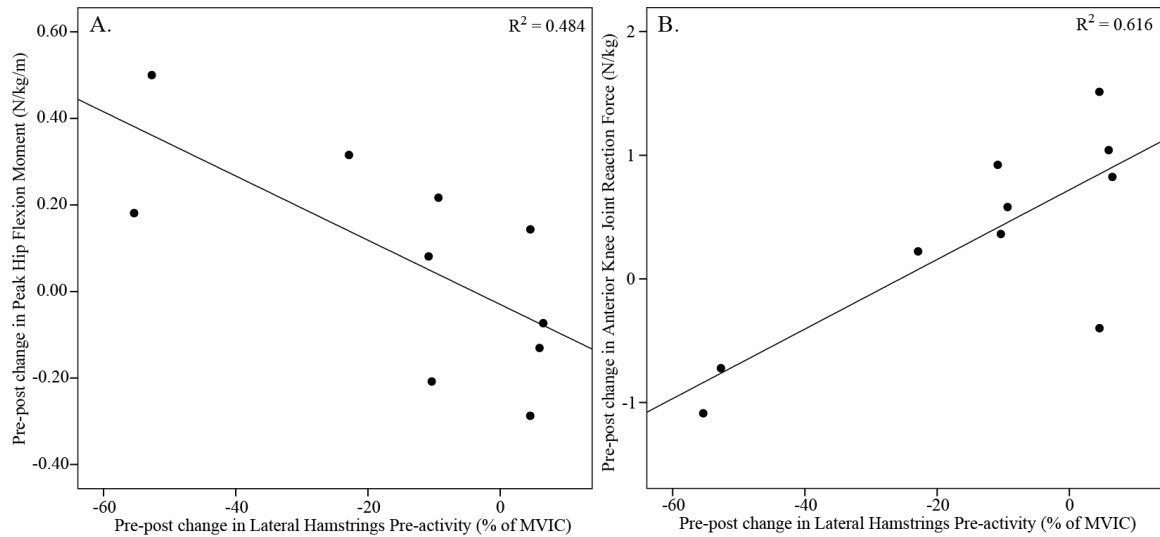 A.
R² = 0.484
Pre-post change in Peak Hip Flexion Moment (N/kg/m)
0.60
0.40
0.20
0.00
-0.20
-0.40
-60
-40
-20
0
Pre-post change in Lateral Hamstrings Pre-activity (% of MVIC)
B.
R² = 0.616
Pre-post change in Anterior Knee Joint Reaction Force (N/kg)
2
1
0
-1
-60
-40
-20
0
Pre-post change in Lateral Hamstrings Pre-activity (% of MVIC)